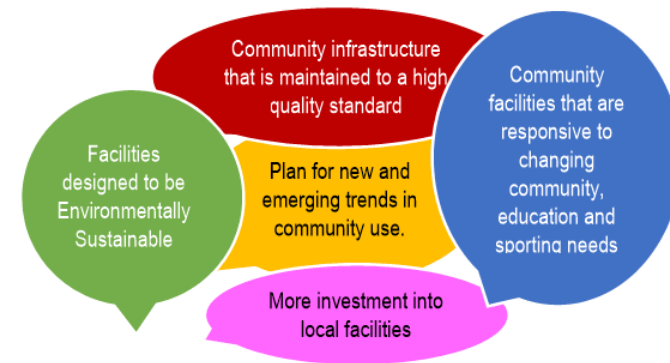 Community infrastructure
that is maintained to a high
quality standard
Community
facilities that are
responsive to
changing
community,
education and
sporting needs
Facilities
designed to be
Environmentally
Sustainable
Plan for new and
emerging trends in
community use.
More investment into
local facilities